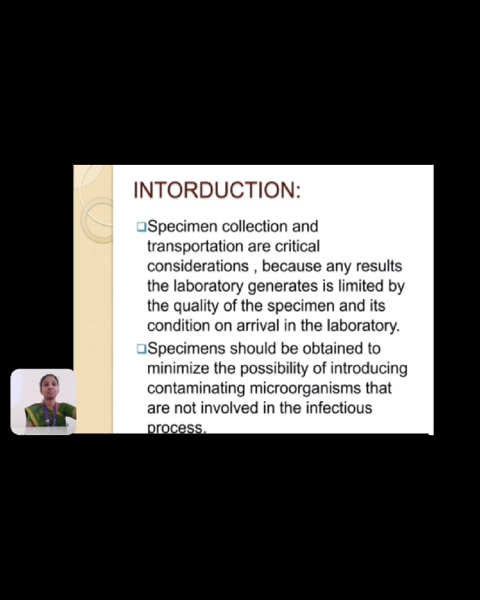 INTORDUCTION:
❑Specimen collection and
transportation are critical
considerations , because any results
the laboratory generates is limited by
the quality of the specimen and its
condition on arrival in the laboratory.
❑Specimens should be obtained to
minimize the possibility of introducing
contaminating microorganisms that
are not involved in the infectious
process.